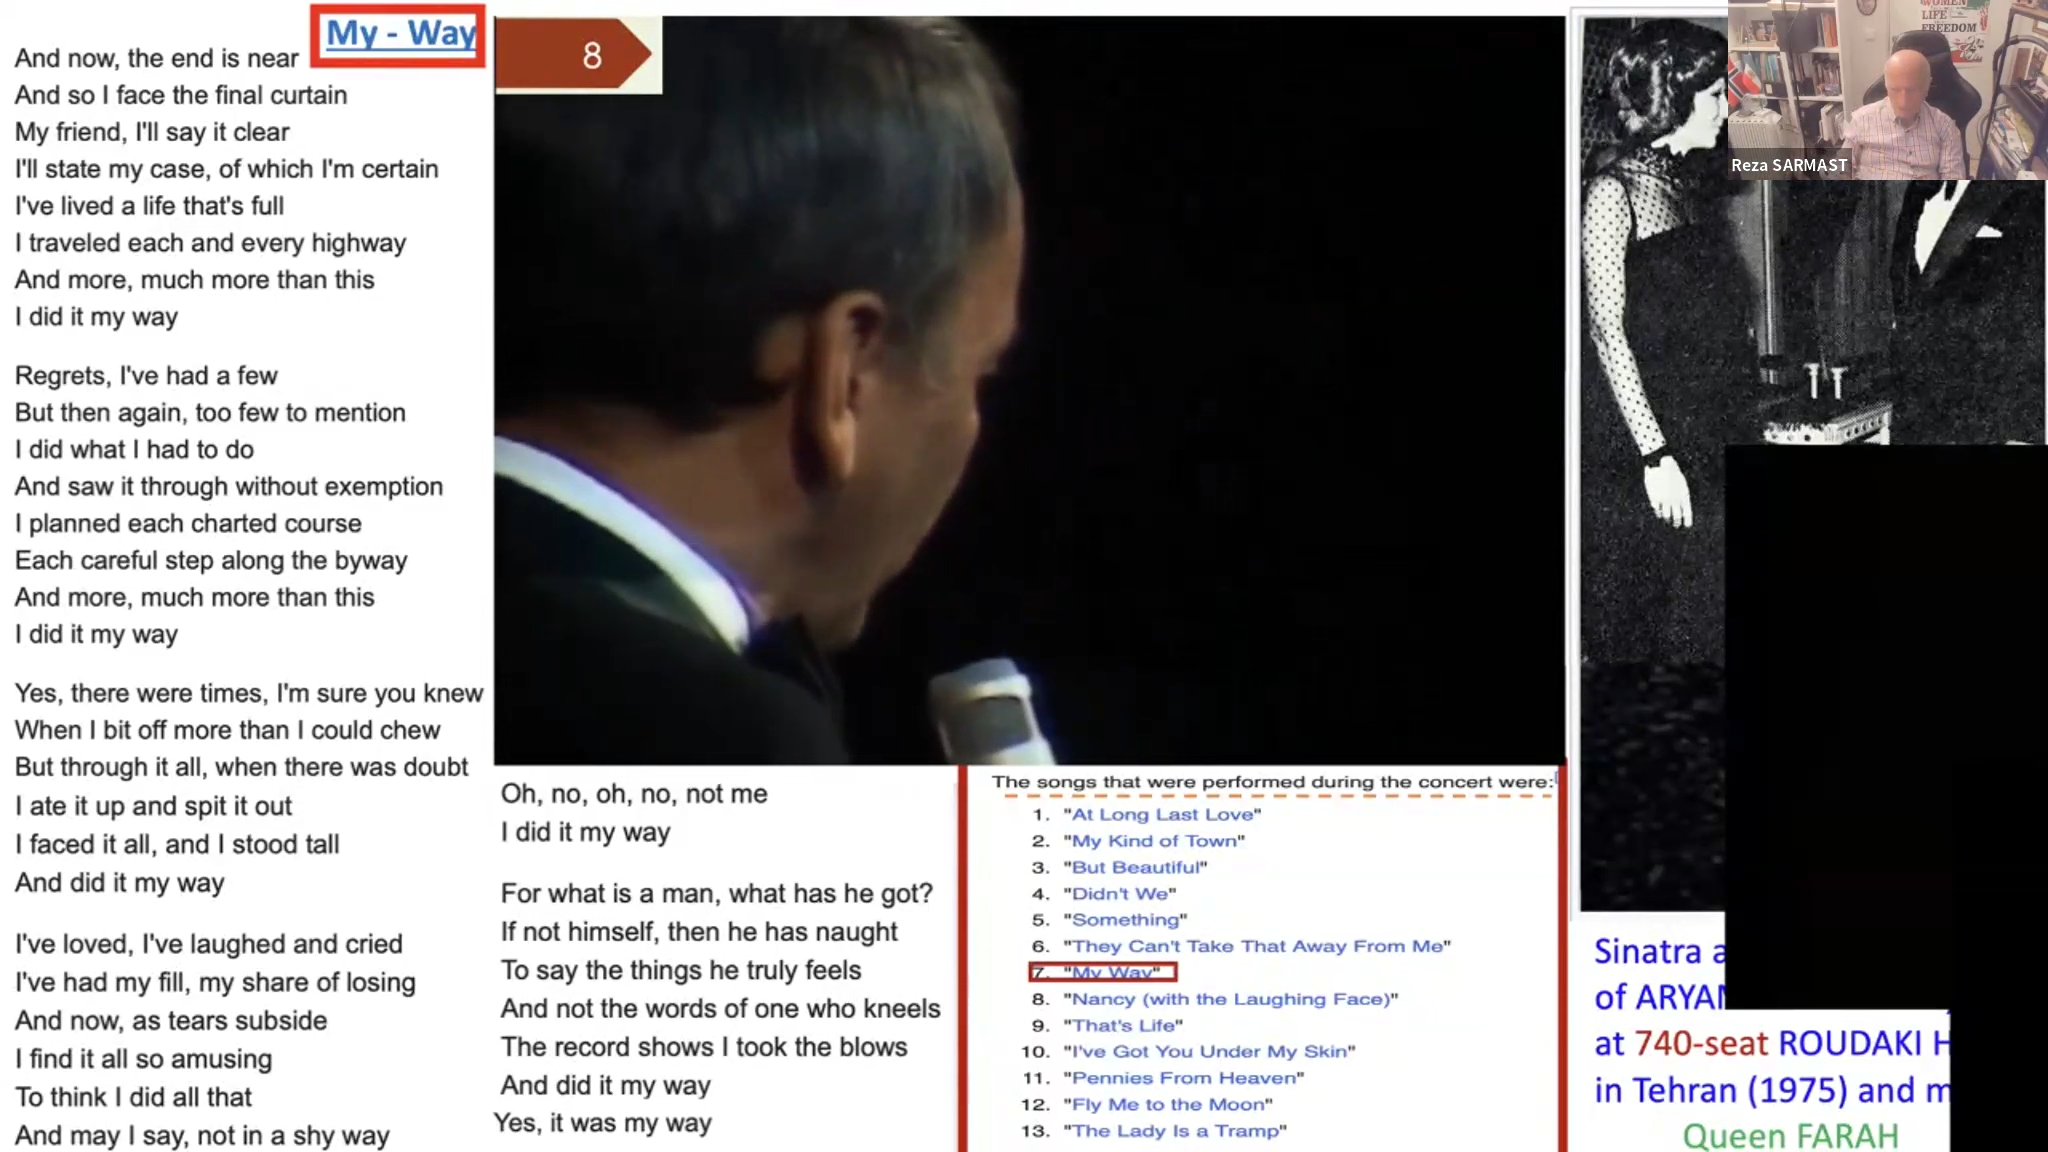 My - Way
And now, the end is near
And so I face the final curtain
My friend, I'll say it clear
I'll state my case, of which I'm certain
I've lived a life that's full
I traveled each and every highway
And more, much more than this
I did it my way
Regrets, I've had a few
But then again, too few to mention
I did what I had to do
And saw it through without exemption
I planned each charted course
Each careful step along the byway
And more, much more than this
I did it my way
Yes, there were times, I'm sure you knew
When I bit off more than I could chew
But through it all, when there was doubt
I ate it up and spit it out
I faced it all, and I stood tall
And did it my way
I've loved, I've laughed and cried
I've had my fill, my share of losing
And now, as tears subside
I find it all so amusing
To think I did all that
And may I say, not in a shy way
Oh, no, oh, no, not me
I did it my way
For what is a man, what has he got?
If not himself, then he has naught
To say the things he truly feels
And not the words of one who kneels
The record shows I took the blows
And did it my way
Yes, it was my way
8
The songs that were performed during the concert were:
1. "At Long Last Love"
2. "My Kind of Town"
3. "But Beautiful"
4. "Didn't We"
5. "Something"
6. "They Can't Take That Away From Me"
7. "My Way"
8. "Nancy (with the Laughing Face)"
9. "That's Life"
10. "I've Got You Under My Skin"
11. "Pennies From Heaven"
12. "Fly Me to the Moon"
13. "The Lady Is a Tramp"
WOMEN
LIFE
FREEDOM
Reza SARMAST
Sinatra
of
at 740-seat ROUDAKI
in Tehran (1975) and
Queen FARAH